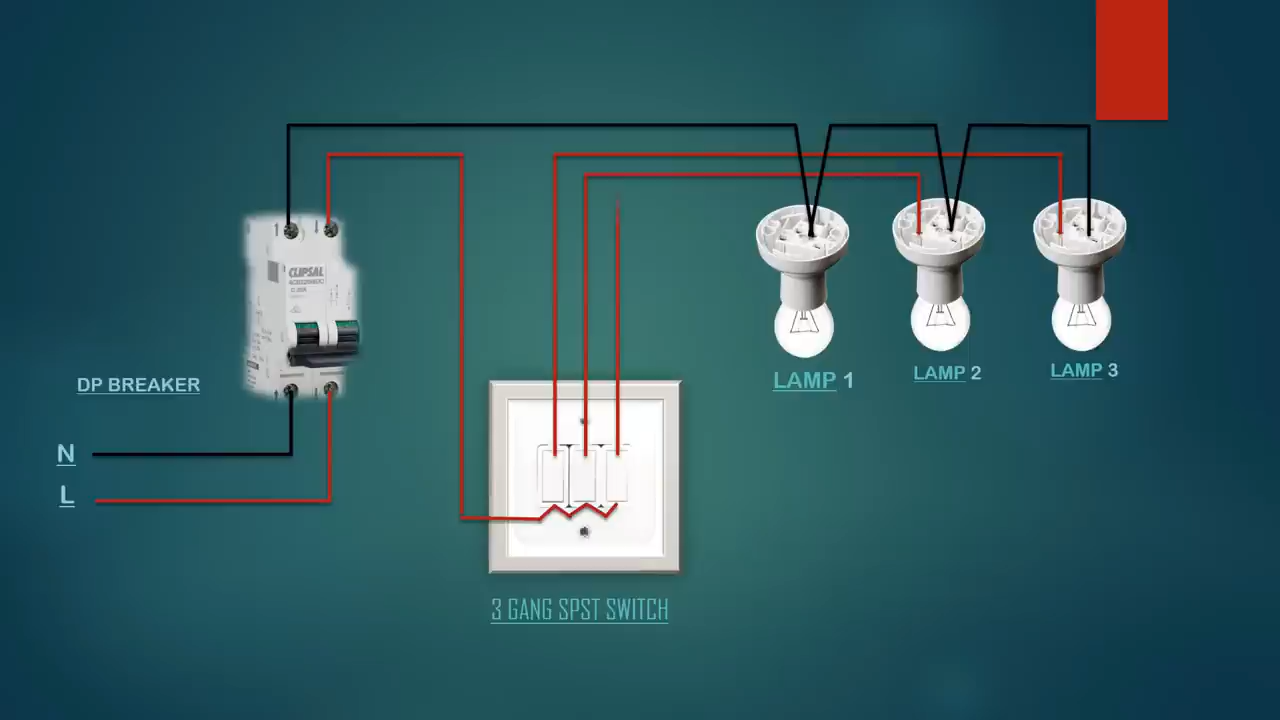 CLIPSAL
DP BREAKER
N
L
LAMP 1
LAMP 2
LAMP 3
3 GANG SPST SWITCH